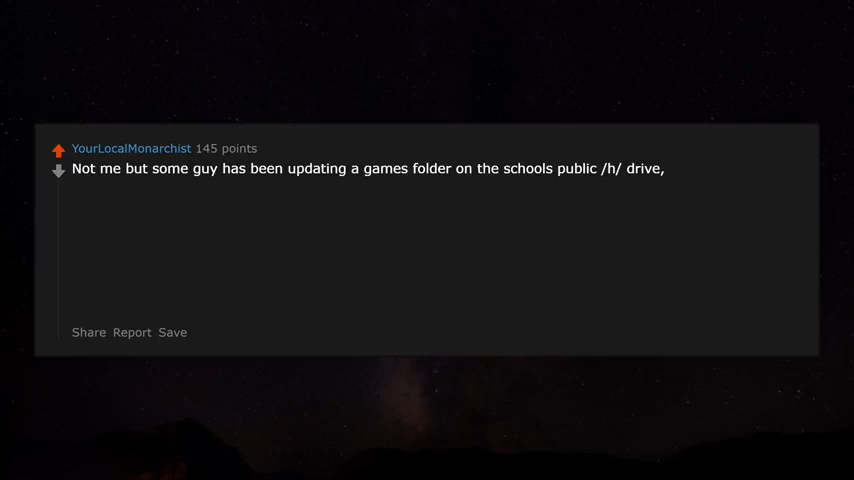 YourLocalMonarchist 145 points
Not me but some guy has been updating a games folder on the schools public /h/ drive,
Share Report Save